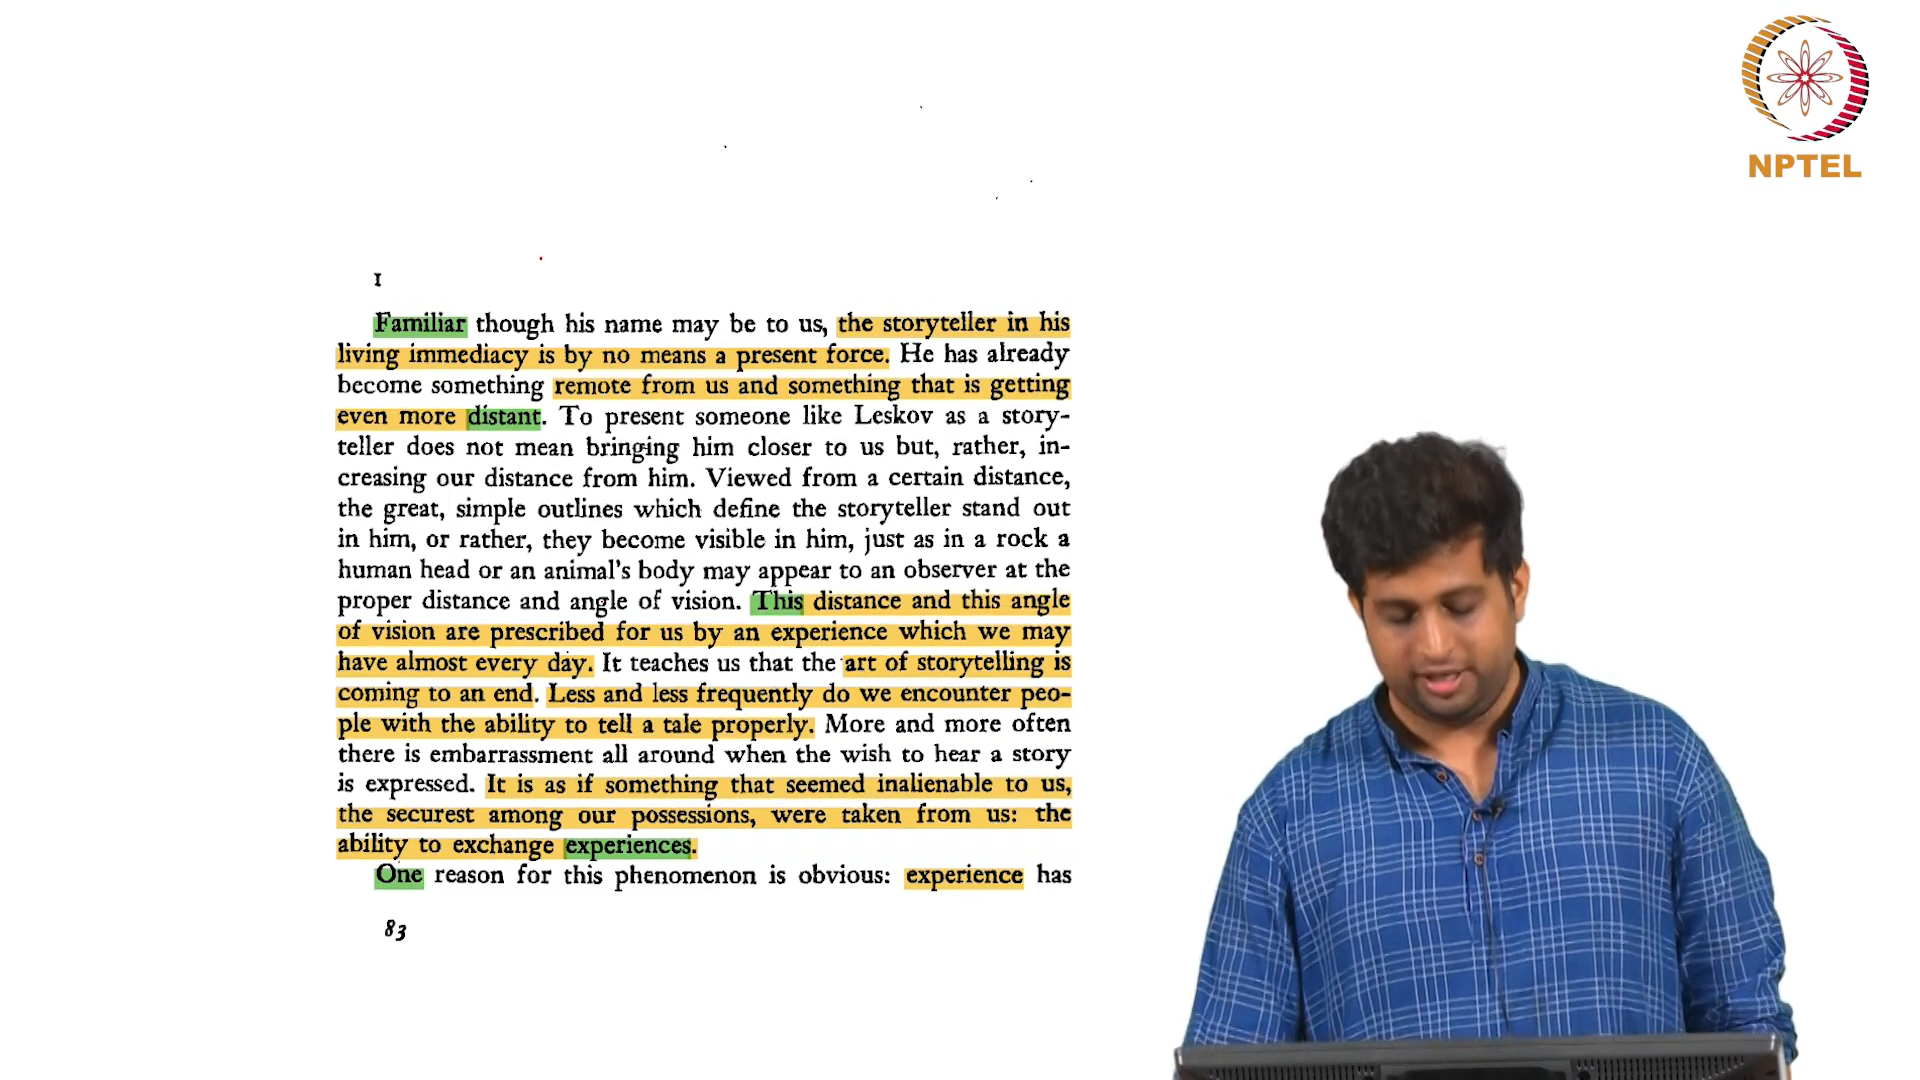 NPTEL
I
Familiar though his name may be to us, the storyteller in his
living immediacy is by no means a present force. He has already
become something remote from us and something that is getting
even more distant. To present someone like Leskov as a story-
teller does not mean bringing him closer to us but, rather, in-
creasing our distance from him. Viewed from a certain distance,
the great, simple outlines which define the storyteller stand out
in him, or rather, they become visible in him, just as in a rock a
human head or an animal's body may appear to an observer at the
proper distance and angle of vision. This distance and this angle
of vision are prescribed for us by an experience which we may
have almost every day. It teaches us that the art of storytelling is
coming to an end. Less and less frequently do we encounter peo-
ple with the ability to tell a tale properly. More and more often
there is embarrassment all around when the wish to hear a story
is expressed. It is as if something that seemed inalienable to us,
the securest among our possessions, were taken from us: the
ability to exchange experiences.
One reason for this phenomenon is obvious: experience has
83